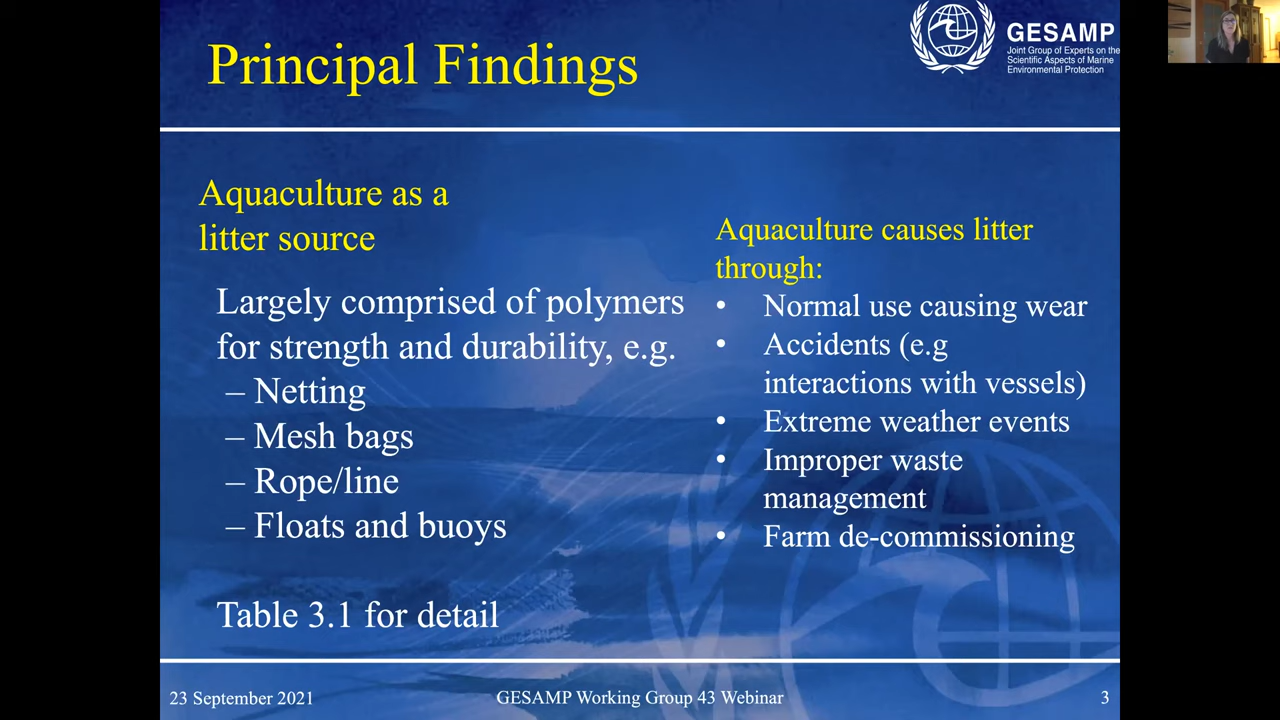 Principal Findings
GESAMP
Joint Group of Experts on the
Scientific Aspects of Marine
Environmental Protection
Aquaculture as a
litter source
Largely comprised of polymers
for strength and durability, e.g.
– Netting
– Mesh bags
– Rope/line
– Floats and buoys
Table 3.1 for detail
Aquaculture causes litter
through:
• Normal use causing wear
• Accidents (e.g
interactions with vessels)
• Extreme weather events
• Improper waste
management
• Farm de-commissioning
23 September 2021
GESAMP Working Group 43 Webinar
3